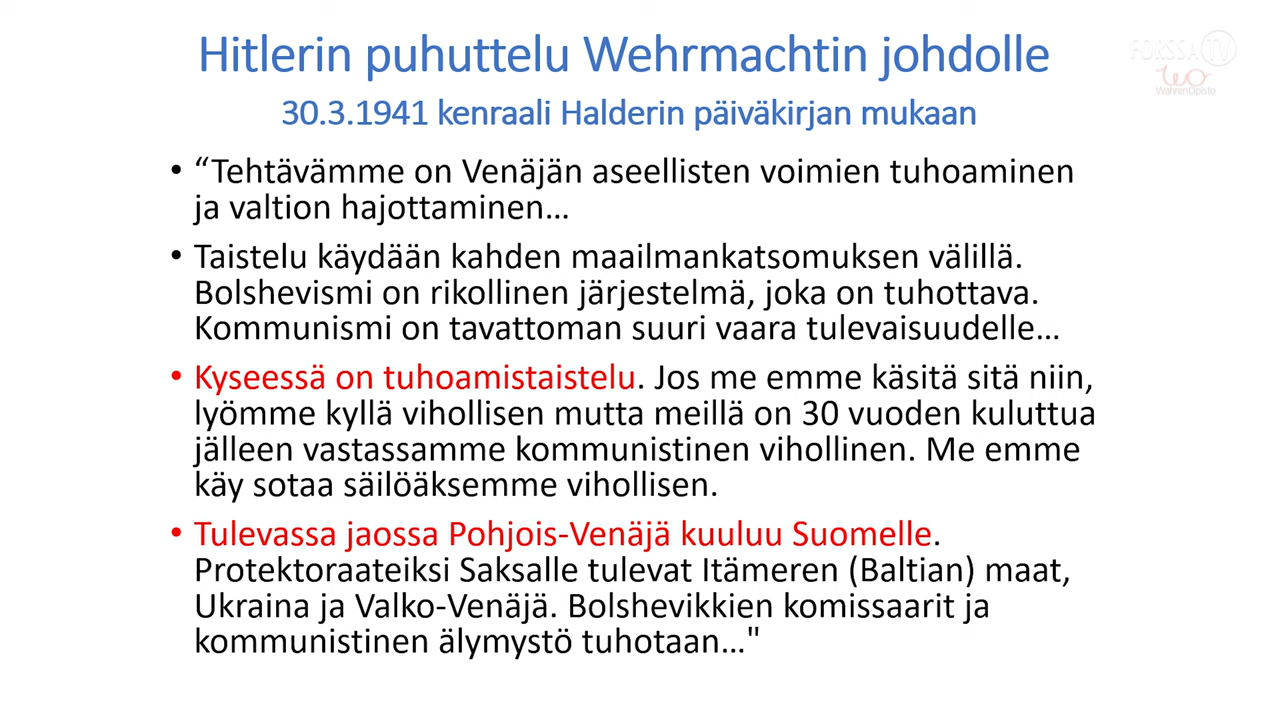 Hitlerin puhuttelu Wehrmachtin johdolle
30.3.1941 kenraali Halderin päiväkirjan mukaan
• “Tehtävämme on Venäjän aseellisten voimien tuhoaminen
ja valtion hajottaminen…
• Taistelu käydään kahden maailmankatsomuksen välillä.
Bolshevismi on rikollinen järjestelmä, joka on tuhottava.
Kommunismi on tavattoman suuri vaara tulevaisuudelle…
• Kyseessä on tuhoamistaistelu. Jos me emme käsitä sitä niin,
lyömme kyllä vihollisen mutta meillä on 30 vuoden kuluttua
jälleen vastassamme kommunistinen vihollinen. Me emme
käy sotaa säilöäksemme vihollisen.
• Tulevassa jaossa Pohjois-Venäjä kuuluu Suomelle.
Protektoraateiksi Saksalle tulevat Itämeren (Baltian) maat,
Ukraina ja Valko-Venäjä. Bolshevikkien komissaarit ja
kommunistinen älymystö tuhotaan…"
FORSSA TV
WahrenOpisto